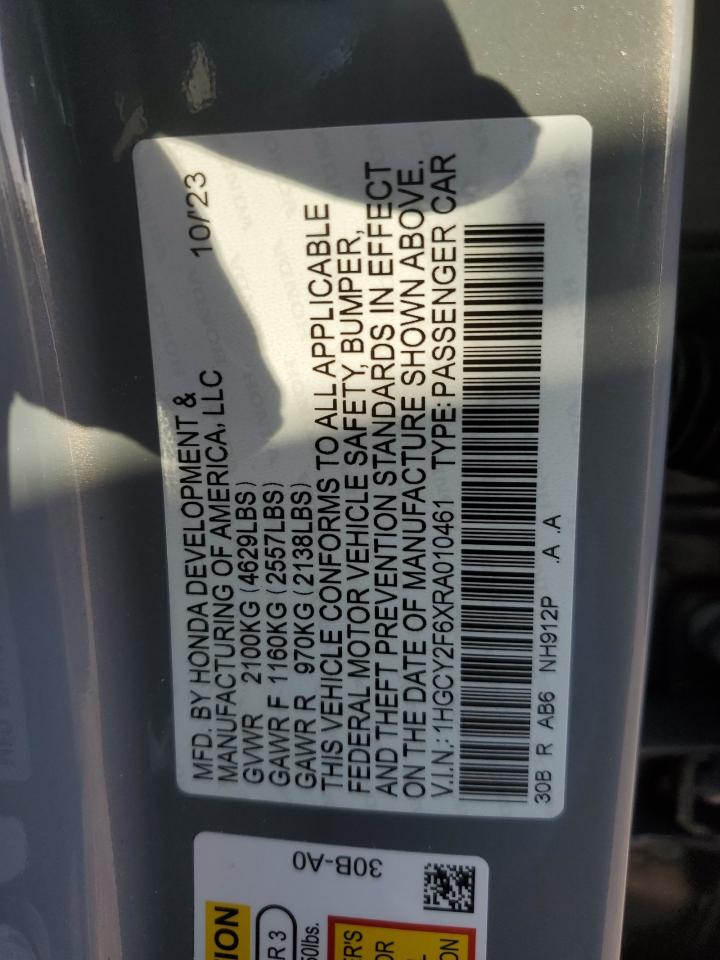 MFD. BY HONDA DEVELOPMENT & 10/23
MANUFACTURING OF AMERICA, LLC
GVWR 2100KG (4629LBS)
GAWR F 1160KG (2557LBS)
GAWR R 970KG (2138LBS)
THIS VEHICLE CONFORMS TO ALL APPLICABLE
FEDERAL MOTOR VEHICLE SAFETY, BUMPER,
AND THEFT PREVENTION STANDARDS IN EFFECT
ON THE DATE OF MANUFACTURE SHOWN ABOVE.
V.I.N.: 1HGCY2F6XRA010461 TYPE: PASSENGER CAR
30B R AB6 NH912P .A .A
30B-A0
R 3